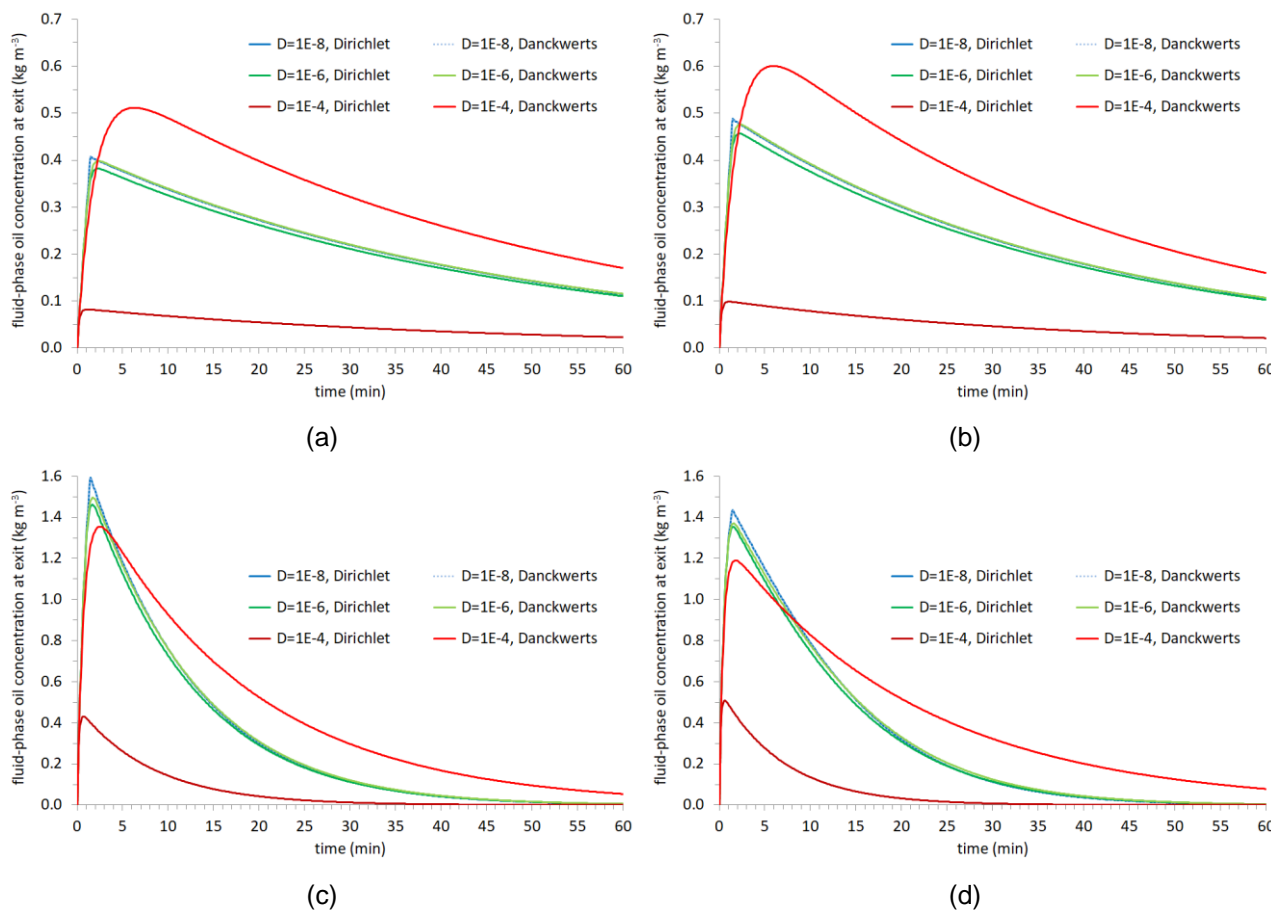 fluid-phase oil concentration at exit (kg m⁻³)
0.7
0.6
0.5
0.4
0.3
0.2
0.1
0.0
D=1E-8, Dirichlet D=1E-8, Danckwerts
D=1E-6, Dirichlet D=1E-6, Danckwerts
D=1E-4, Dirichlet D=1E-4, Danckwerts
0 5 10 15 20 25 30 35 40 45 50 55 60
time (min)
(a)
fluid-phase oil concentration at exit (kg m⁻³)
0.7
0.6
0.5
0.4
0.3
0.2
0.1
0.0
D=1E-8, Dirichlet D=1E-8, Danckwerts
D=1E-6, Dirichlet D=1E-6, Danckwerts
D=1E-4, Dirichlet D=1E-4, Danckwerts
0 5 10 15 20 25 30 35 40 45 50 55 60
time (min)
(b)
fluid-phase oil concentration at exit (kg m⁻³)
1.6
1.4
1.2
1.0
0.8
0.6
0.4
0.2
0.0
D=1E-8, Dirichlet D=1E-8, Danckwerts
D=1E-6, Dirichlet D=1E-6, Danckwerts
D=1E-4, Dirichlet D=1E-4, Danckwerts
0 5 10 15 20 25 30 35 40 45 50 55 60
time (min)
(c)
fluid-phase oil concentration at exit (kg m⁻³)
1.6
1.4
1.2
1.0
0.8
0.6
0.4
0.2
0.0
D=1E-8, Dirichlet D=1E-8, Danckwerts
D=1E-6, Dirichlet D=1E-6, Danckwerts
D=1E-4, Dirichlet D=1E-4, Danckwerts
0 5 10 15 20 25 30 35 40 45 50 55 60
time (min)
(d)